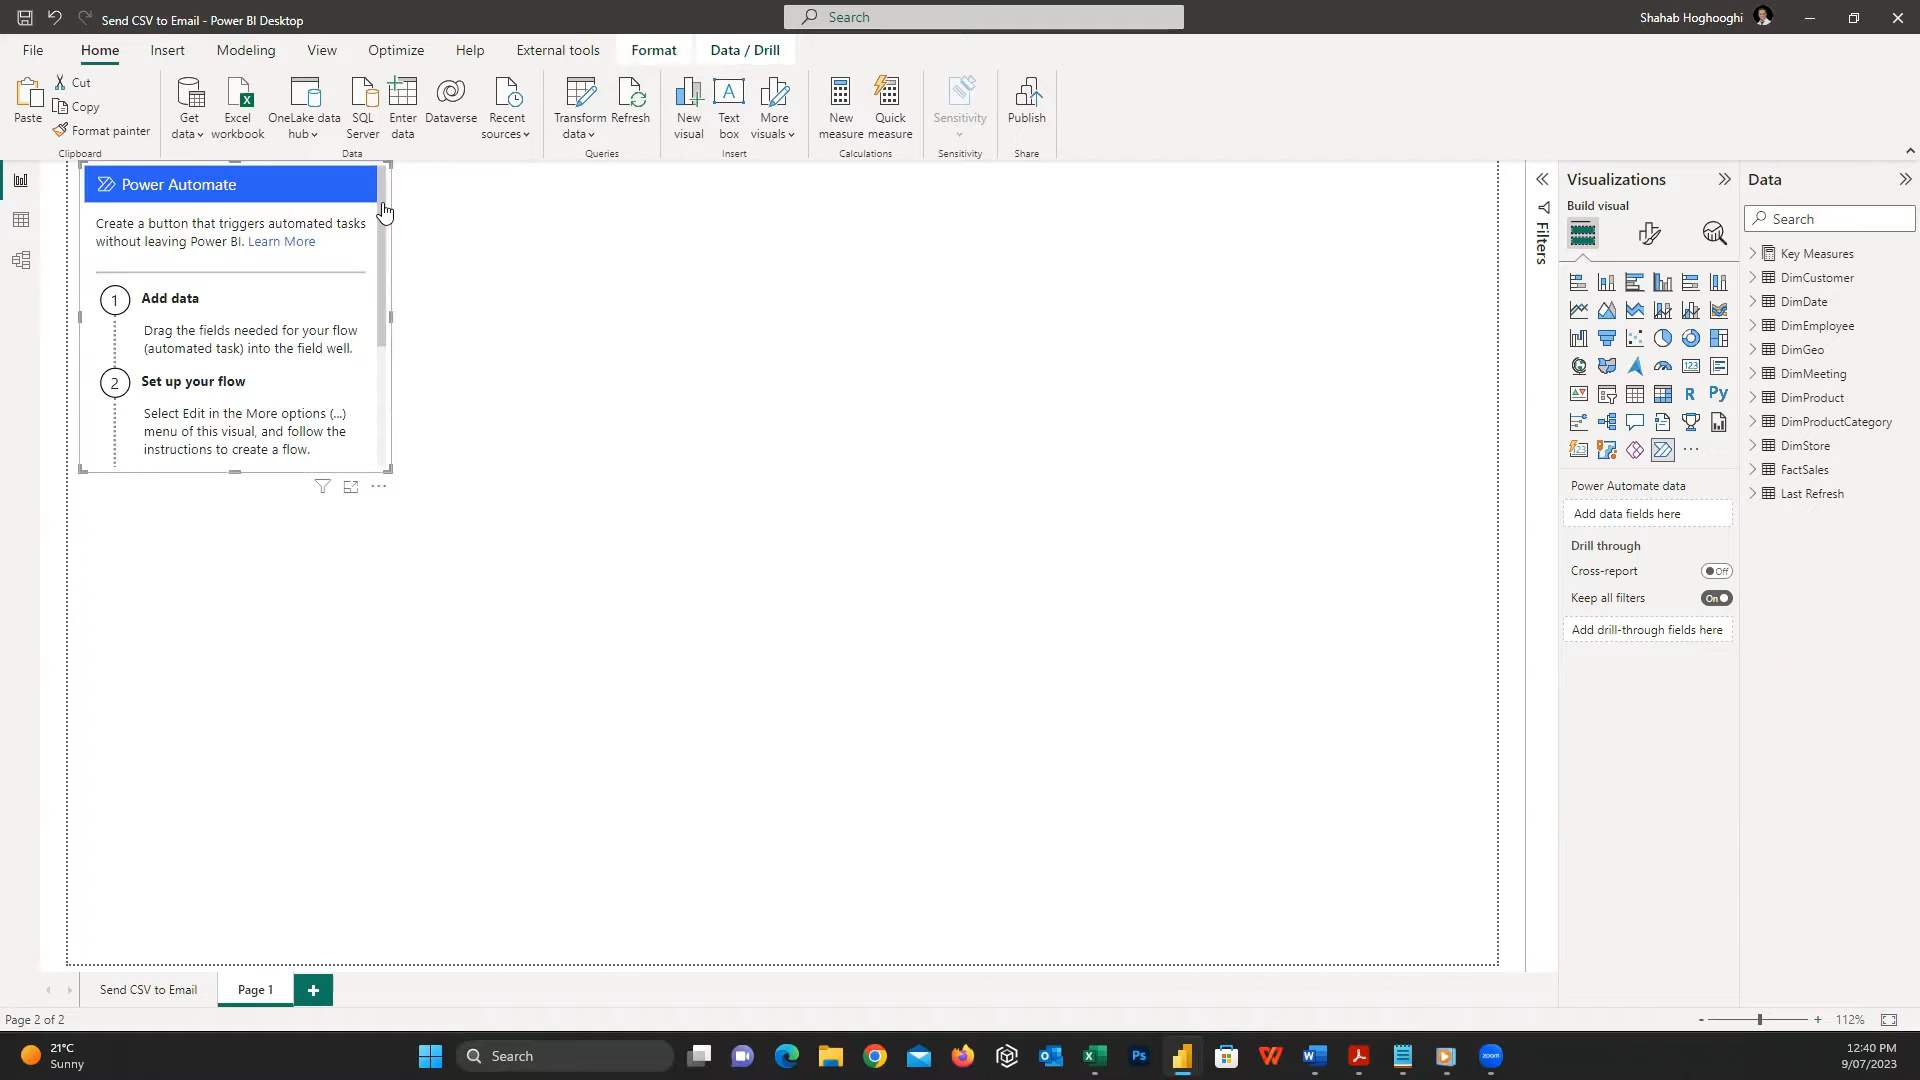 Send CSV to Email - Power BI Desktop
Search
Shahab Hoghooghi
File
Home
Insert
Modeling
View
Optimize
Help
External tools
Format
Data / Drill
Paste
Cut
Copy
Format painter
Clipboard
Get
data
Excel
workbook
OneLake data
hub
SQL
Server
Enter
data
Dataverse
Recent
sources
Data
Transform
data
Refresh
Queries
New
visual
Text
box
More
visuals
Insert
New
measure
Quick
measure
Calculations
Sensitivity
Sensitivity
Publish
Share
Power Automate
Create a button that triggers automated tasks
without leaving Power BI. Learn More
1
Add data
Drag the fields needed for your flow
(automated task) into the field well.
2
Set up your flow
Select Edit in the More options (...)
menu of this visual, and follow the
instructions to create a flow.
Filters
Visualizations
Build visual
R
Py
123
Power Automate data
Add data fields here
Drill through
Cross-report
Off
Keep all filters
On
Add drill-through fields here
Data
Search
Key Measures
DimCustomer
DimDate
DimEmployee
DimGeo
DimMeeting
DimProduct
DimProductCategory
DimStore
FactSales
Last Refresh
Send CSV to Email
Page 1
+
Page 2 of 2
- + 112%
21°C
Sunny
Search
Ps
zoom
12:40 PM
9/07/2023